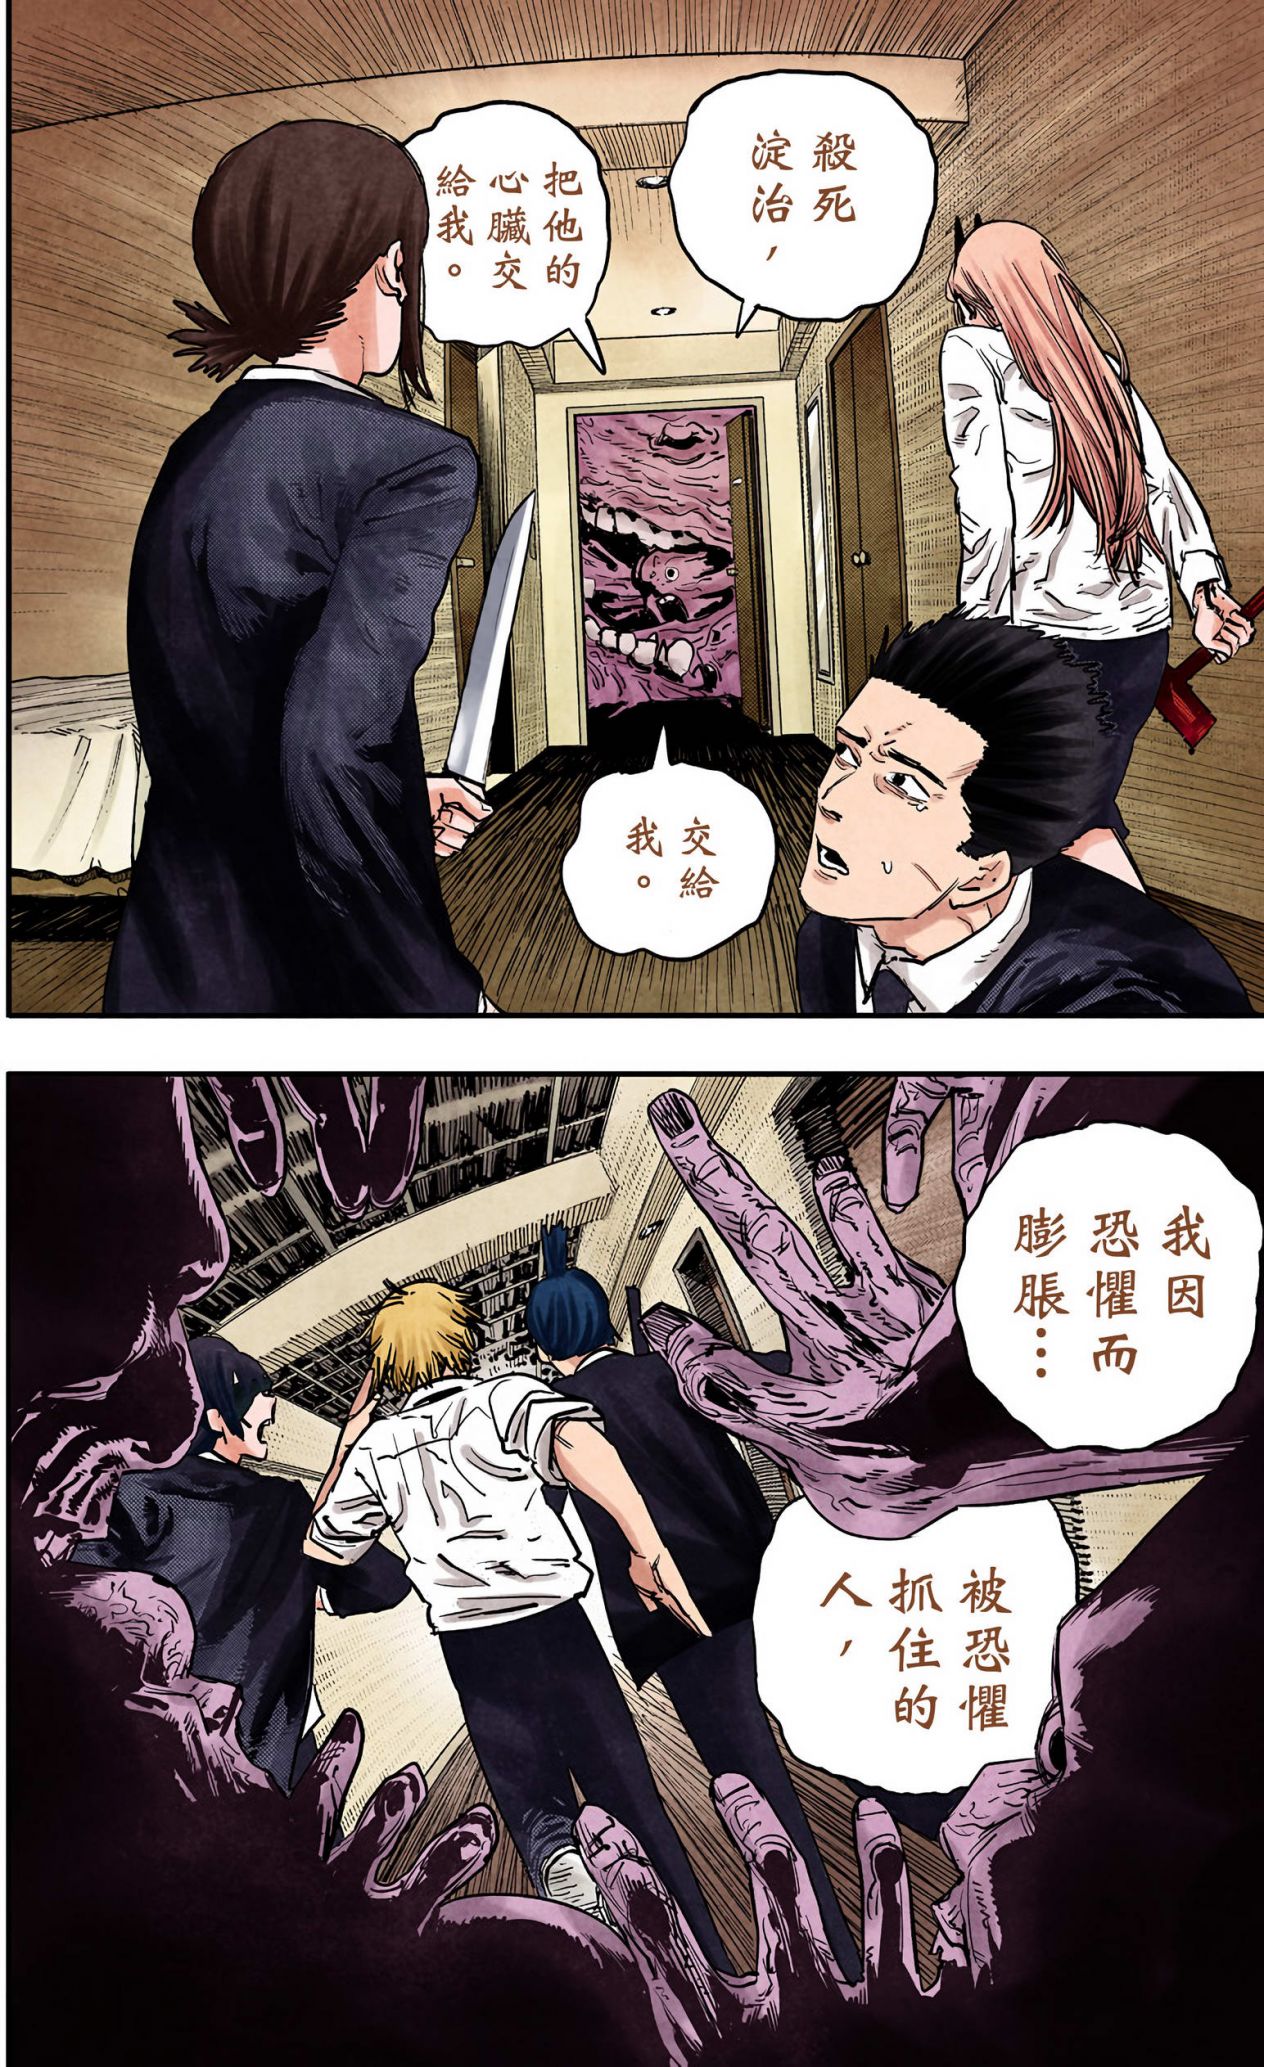 殺死
淀治，
把他的
心臟交
給我。
交給
我。
我因
恐懼而
膨脹⋯
被恐懼
抓住的
人，